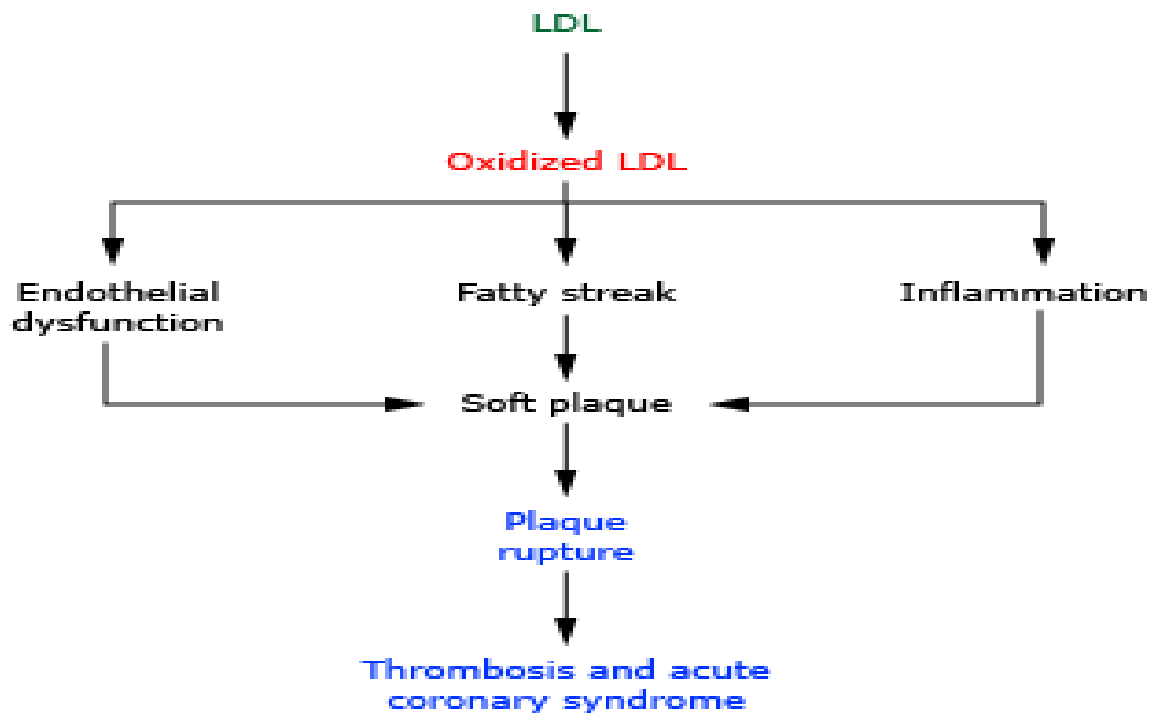 LDL
Oxidized LDL
Endothelial
dysfunction
Fatty streak
Inflammation
Soft plaque
Plaque
rupture
Thrombosis and acute
coronary syndrome